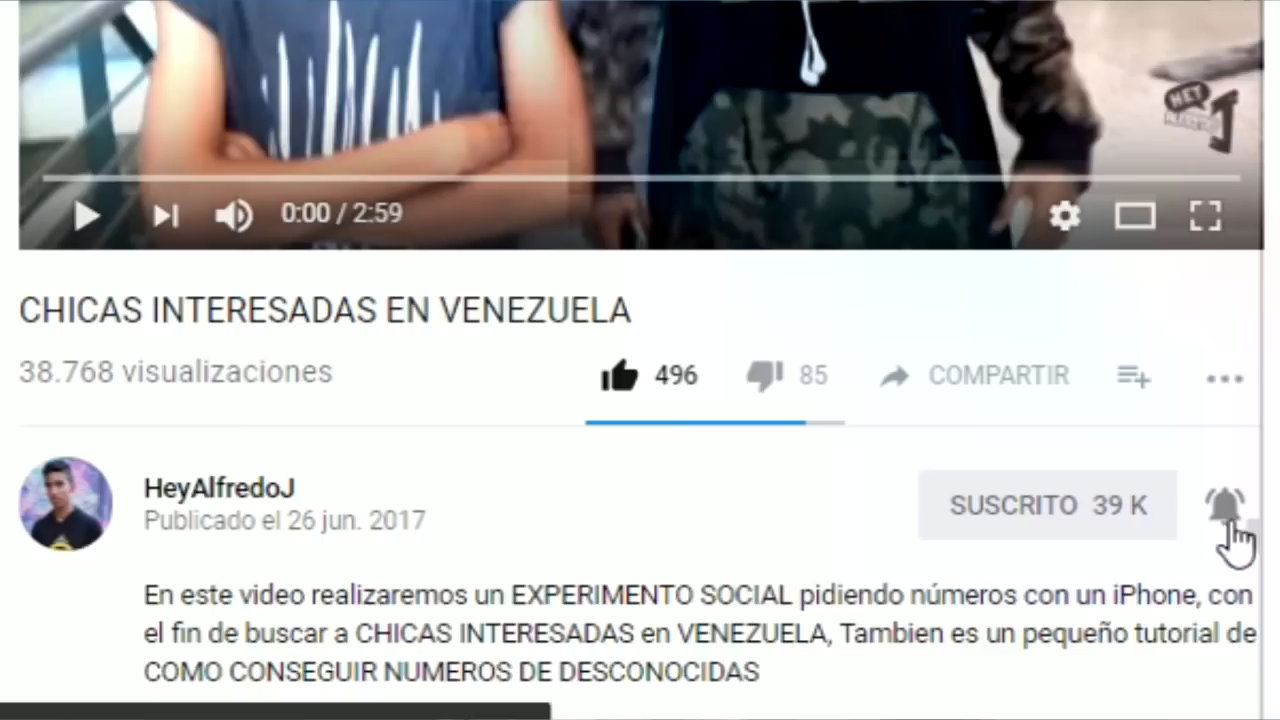 HEY
ALFREDO J
0:00 / 2:59
CHICAS INTERESADAS EN VENEZUELA
38.768 visualizaciones
496
85
COMPARTIR
HeyAlfredoJ
Publicado el 26 jun. 2017
SUSCRITO 39 K
En este video realizaremos un EXPERIMENTO SOCIAL pidiendo números con un iPhone, con
el fin de buscar a CHICAS INTERESADAS en VENEZUELA, Tambien es un pequeño tutorial de
COMO CONSEGUIR NUMEROS DE DESCONOCIDAS